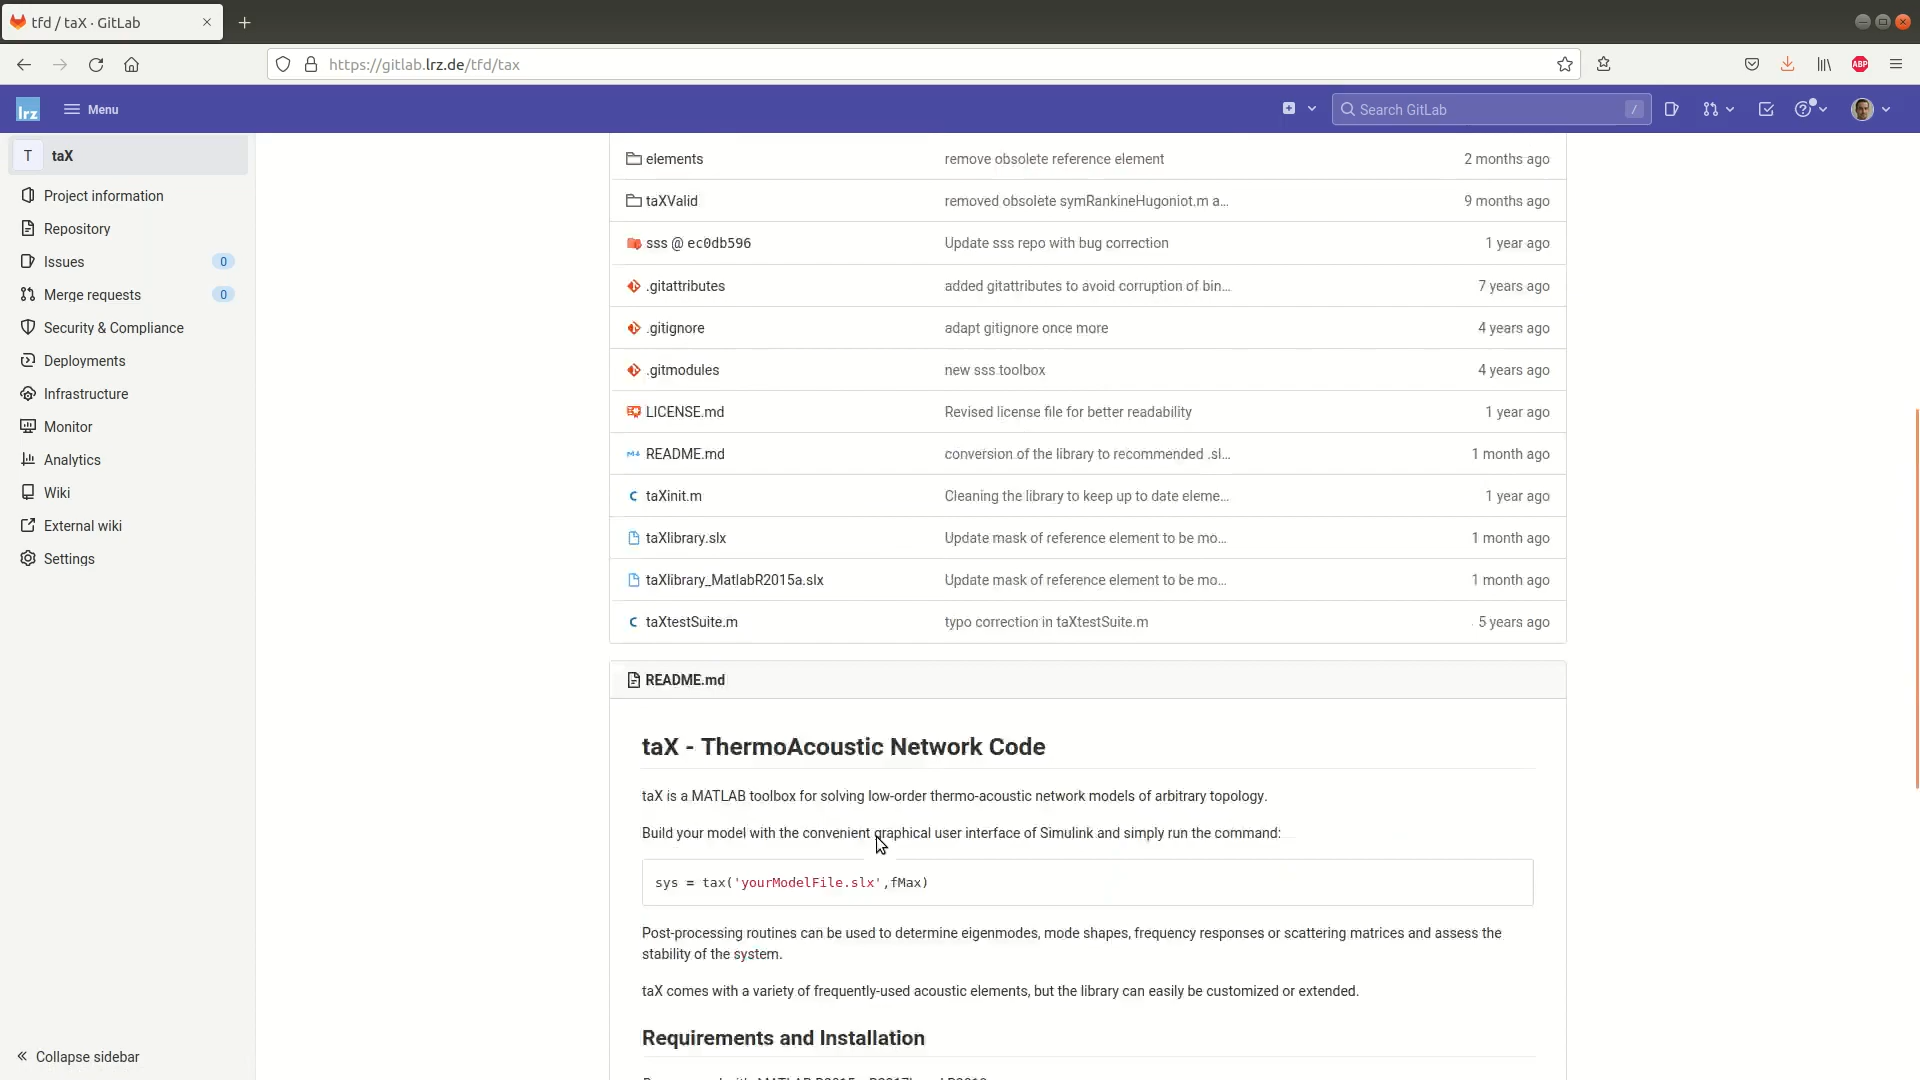 tfd / taX · GitLab
https://gitlab.lrz.de/tfd/tax
ABP
lrz
Menu
Search GitLab
/
T taX
Project information
Repository
Issues 0
Merge requests 0
Security & Compliance
Deployments
Infrastructure
Monitor
Analytics
Wiki
External wiki
Settings
Collapse sidebar
elements remove obsolete reference element 2 months ago
taXValid removed obsolete symRankineHugoniot.m a... 9 months ago
sss @ ec0db596 Update sss repo with bug correction 1 year ago
.gitattributes added gitattributes to avoid corruption of bin... 7 years ago
.gitignore adapt gitignore once more 4 years ago
.gitmodules new sss toolbox 4 years ago
LICENSE.md Revised license file for better readability 1 year ago
README.md conversion of the library to recommended .sl... 1 month ago
taXinit.m Cleaning the library to keep up to date eleme... 1 year ago
taXlibrary.slx Update mask of reference element to be mo... 1 month ago
taXlibrary_MatlabR2015a.slx Update mask of reference element to be mo... 1 month ago
taXtestSuite.m typo correction in taXtestSuite.m 5 years ago
README.md
taX - ThermoAcoustic Network Code
taX is a MATLAB toolbox for solving low-order thermo-acoustic network models of arbitrary topology.
Build your model with the convenient graphical user interface of Simulink and simply run the command:
sys = tax('yourModelFile.slx',fMax)
Post-processing routines can be used to determine eigenmodes, mode shapes, frequency responses or scattering matrices and assess the
stability of the system.
taX comes with a variety of frequently-used acoustic elements, but the library can easily be customized or extended.
Requirements and Installation